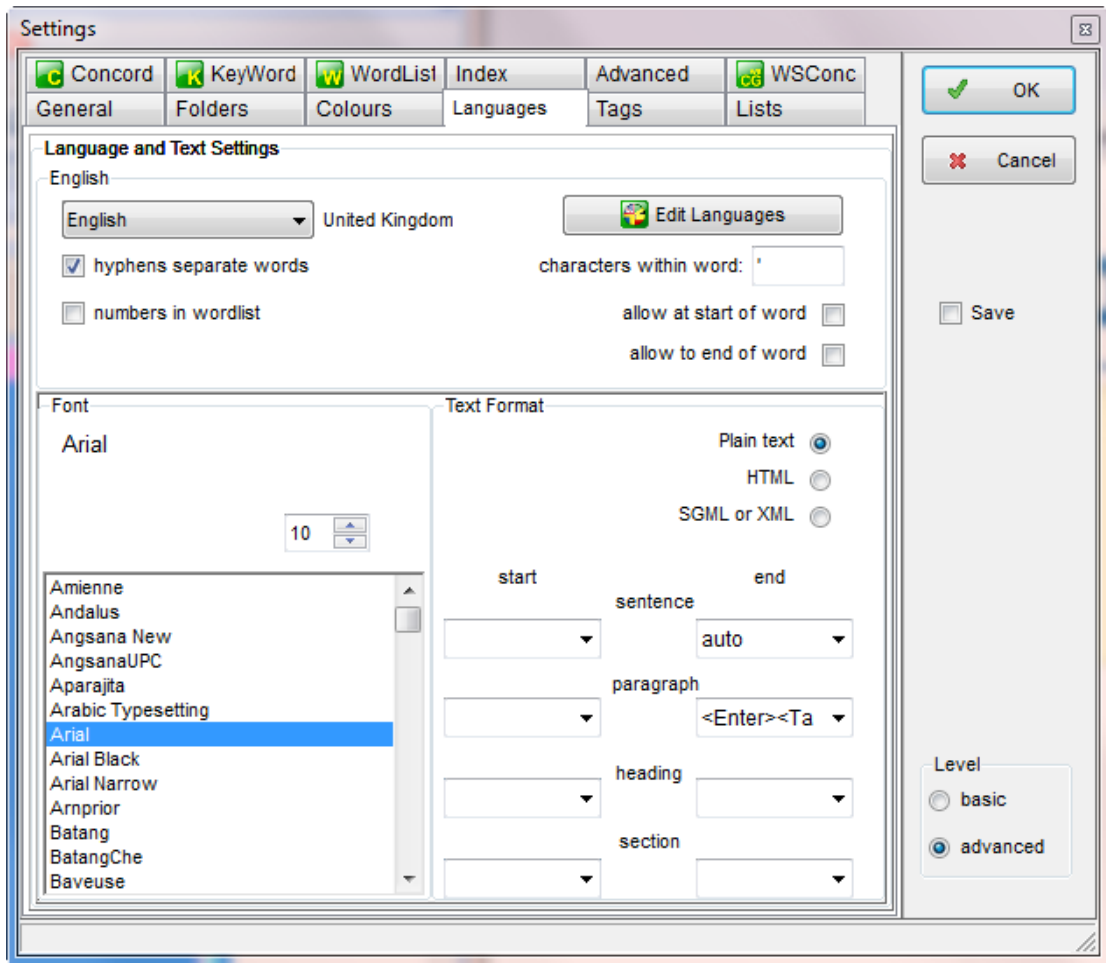 Settings
Concord KeyWord WordList Index Advanced WSConc
General Folders Colours Languages Tags Lists
OK
Cancel
Language and Text Settings
English
English United Kingdom Edit Languages
hyphens separate words characters within word: '
numbers in wordlist allow at start of word
allow to end of word
Save
Font
Arial
10
Amienne
Andalus
Angsana New
AngsanaUPC
Aparajita
Arabic Typesetting
Arial
Arial Black
Arial Narrow
Arnprior
Batang
BatangChe
Baveuse
Text Format
Plain text
HTML
SGML or XML
start end
sentence
auto
paragraph
<Enter><Ta
heading
section
Level
basic
advanced